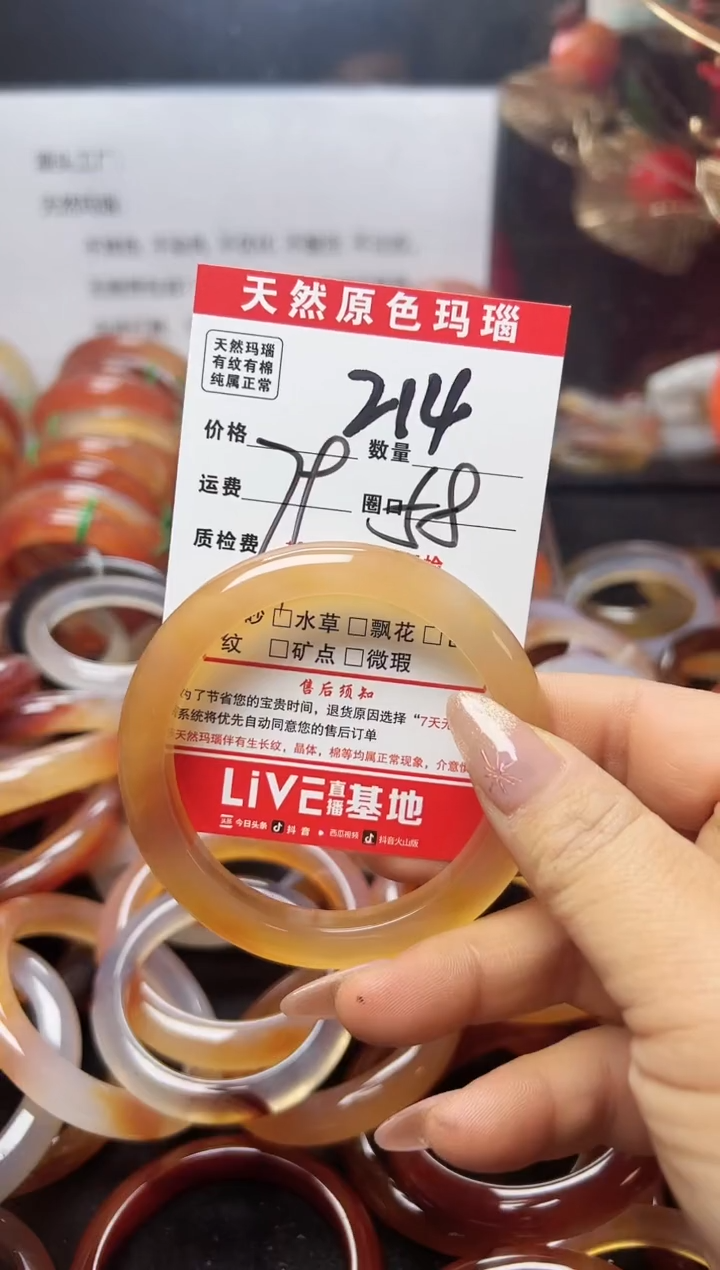 天然原色玛瑙
天然玛瑙
有纹有棉
纯属正常
214
价格
数量
79
运费
圈口58
质检费
□水草 □飘花 □
纹 □矿点 □微瑕
售后须知
为了节省您的宝贵时间，退货原因选择“7天无
系统将优先自动同意您的售后订单
天然玛瑙伴有生长纹，晶体，棉等均属正常现象，介意
LiVE直播基地
头条 今日头条 抖音 西瓜视频 抖音火山版